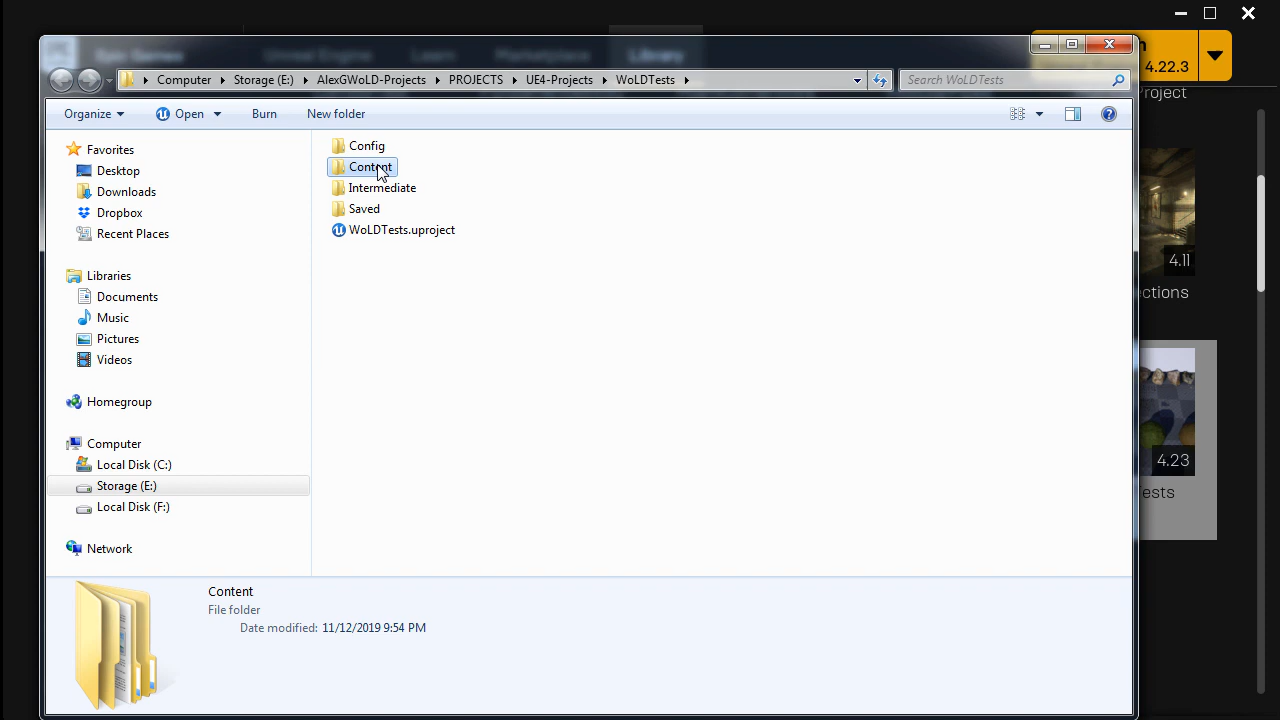 Library
n
4.22.3
Computer
Storage (E:)
AlexGWoLD-Projects
PROJECTS
UE4-Projects
WoLDTests
Search WoLDTests
roject
Organize
Open
Burn
New folder
Favorites
Desktop
Downloads
Dropbox
Recent Places
Libraries
Documents
Music
Pictures
Videos
Homegroup
Computer
Local Disk (C:)
Storage (E:)
Local Disk (F:)
Network
Config
Content
Intermediate
Saved
WoLDTests.uproject
4.11
ctions
4.23
ests
Content
File folder
Date modified: 11/12/2019 9:54 PM